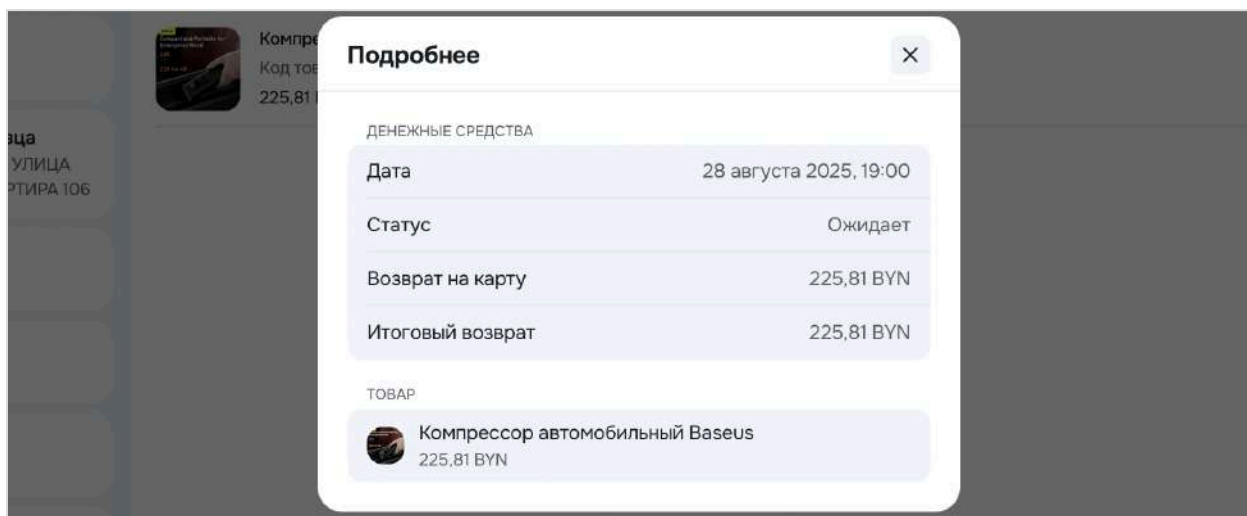 Компре
Код тов
225,81
УЛИЦА
РТИРА 106
Подробнее
ДЕНЕЖНЫЕ СРЕДСТВА
Дата 28 августа 2025, 19:00
Статус Ожидает
Возврат на карту 225,81 BYN
Итоговый возврат 225,81 BYN
ТОВАР
Компрессор автомобильный Baseus
225,81 BYN